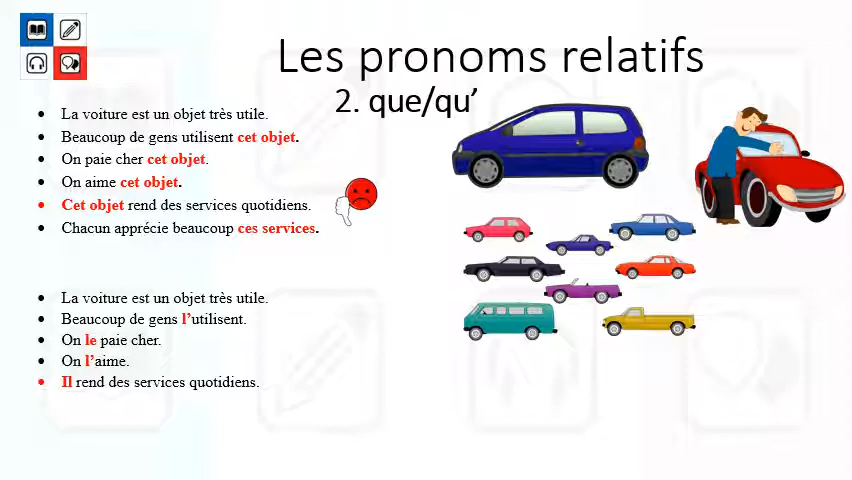 Les pronoms relatifs
2. que/qu’
• La voiture est un objet très utile.
• Beaucoup de gens utilisent cet objet.
• On paie cher cet objet.
• On aime cet objet.
• Cet objet rend des services quotidiens.
• Chacun apprécie beaucoup ces services.
• La voiture est un objet très utile.
• Beaucoup de gens l’utilisent.
• On le paie cher.
• On l’aime.
• Il rend des services quotidiens.